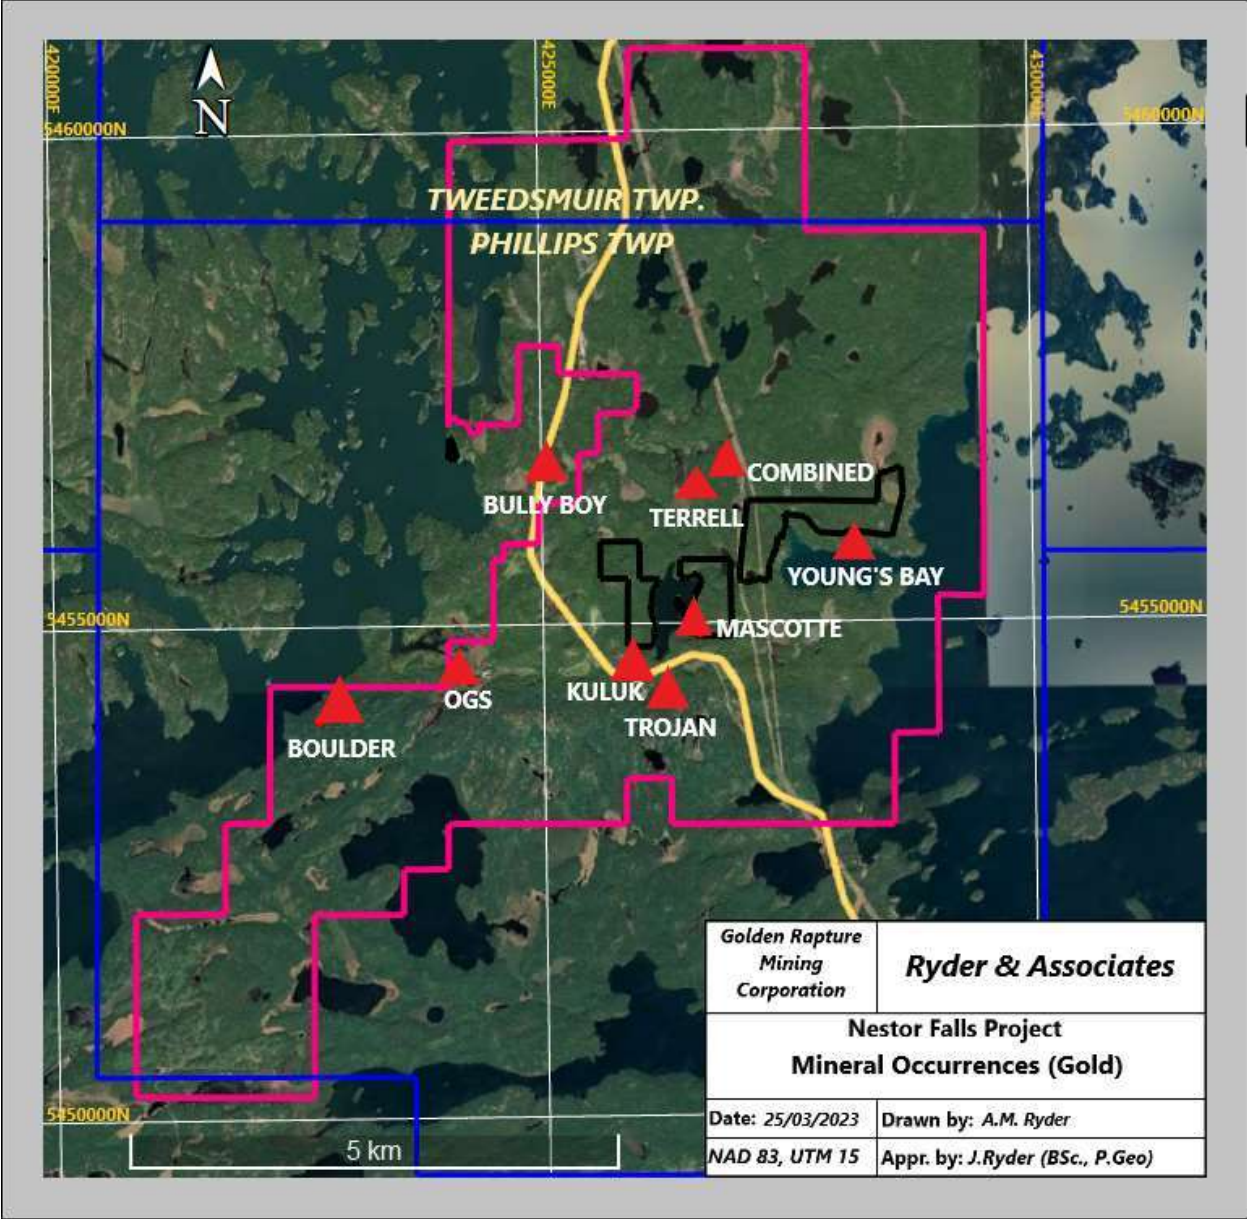 420000E
425000E
430000E
N
5460000N
5460000N
TWEEDSMUIR TWP.
PHILLIPS TWP
COMBINED
BULLY BOY
TERRELL
YOUNG'S BAY
5455000N
5455000N
MASCOTTE
KULUK
OGS
TROJAN
BOULDER
Golden Rapture
Mining
Corporation
Ryder & Associates
Nestor Falls Project
Mineral Occurrences (Gold)
5450000N
Date: 25/03/2023
Drawn by: A.M. Ryder
5 km
NAD 83, UTM 15
Appr. by: J.Ryder (BSc., P.Geo)